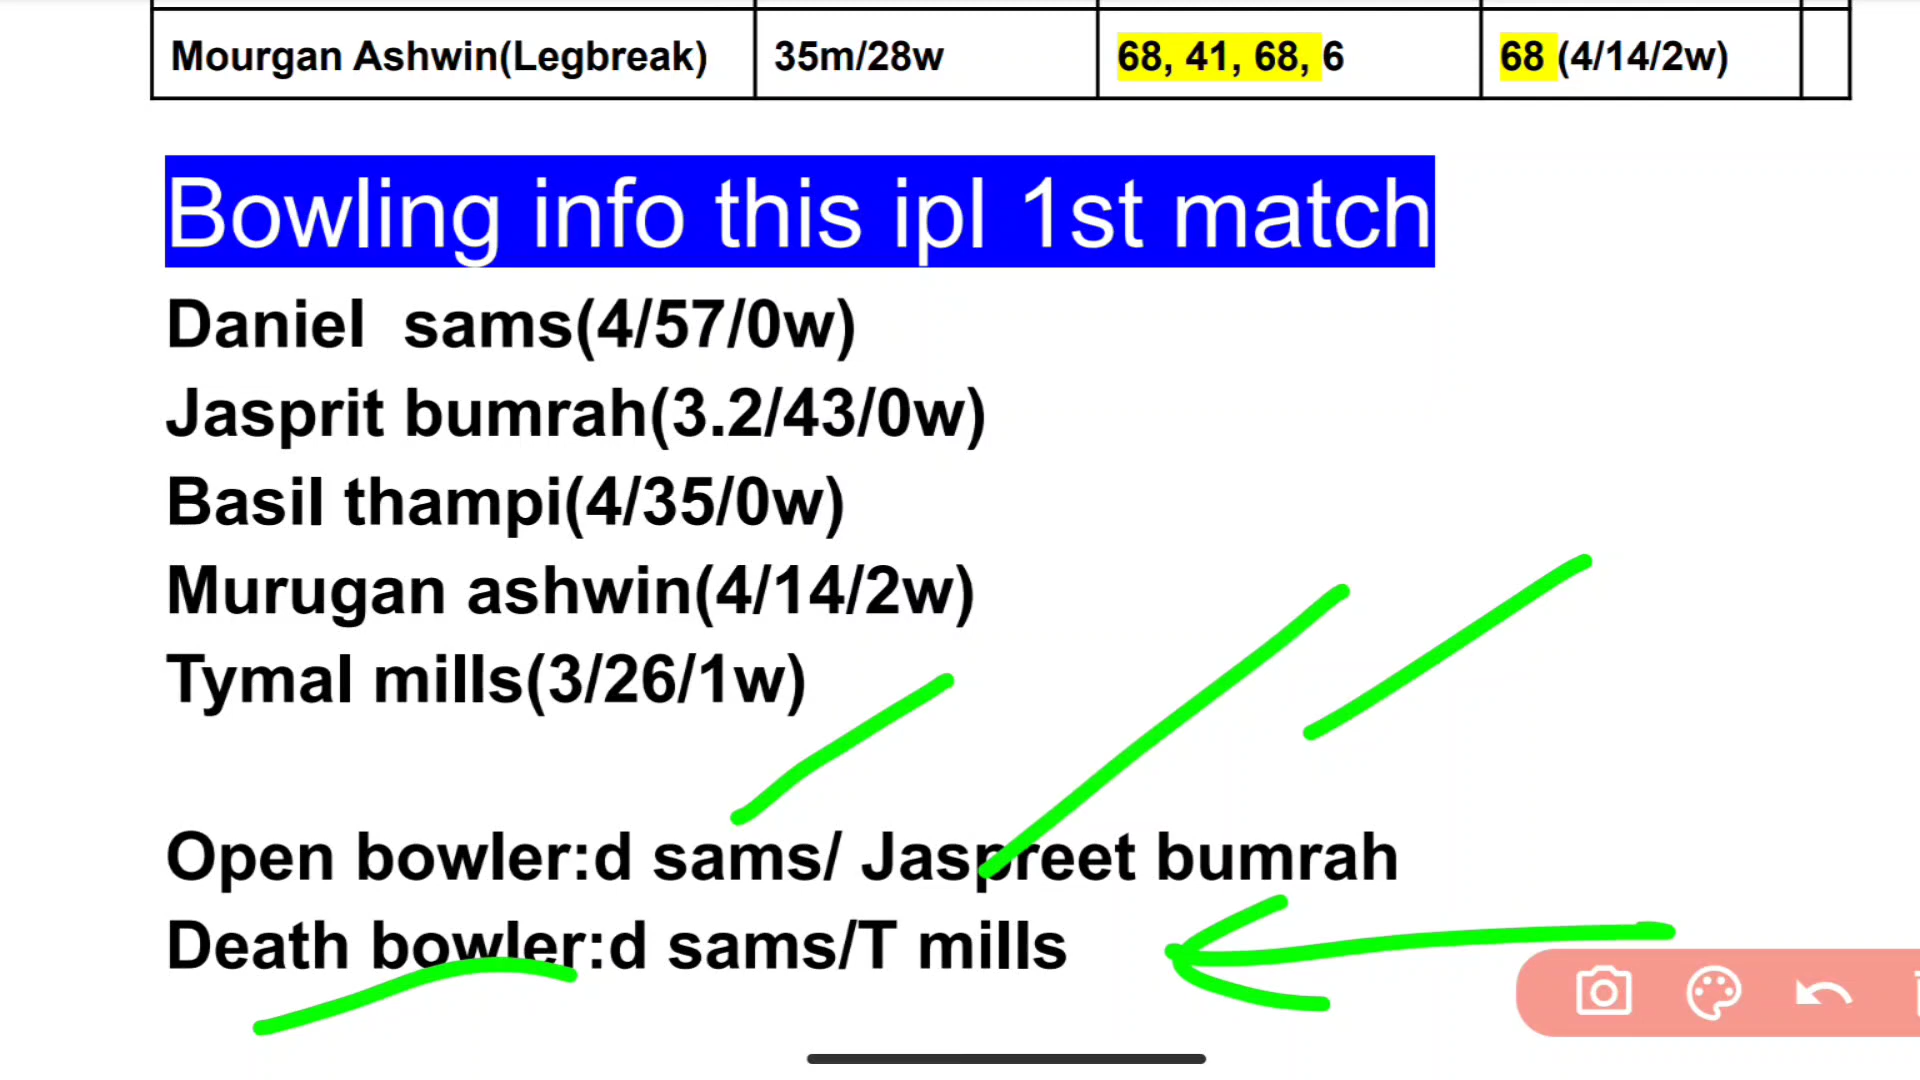 Mourgan Ashwin(Legbreak) 35m/28w 68, 41, 68, 6 68 (4/14/2w)
Bowling info this ipl 1st match
Daniel sams(4/57/0w)
Jasprit bumrah(3.2/43/0w)
Basil thampi(4/35/0w)
Murugan ashwin(4/14/2w)
Tymal mills(3/26/1w)
Open bowler:d sams/ Jaspreet bumrah
Death bowler:d sams/T mills